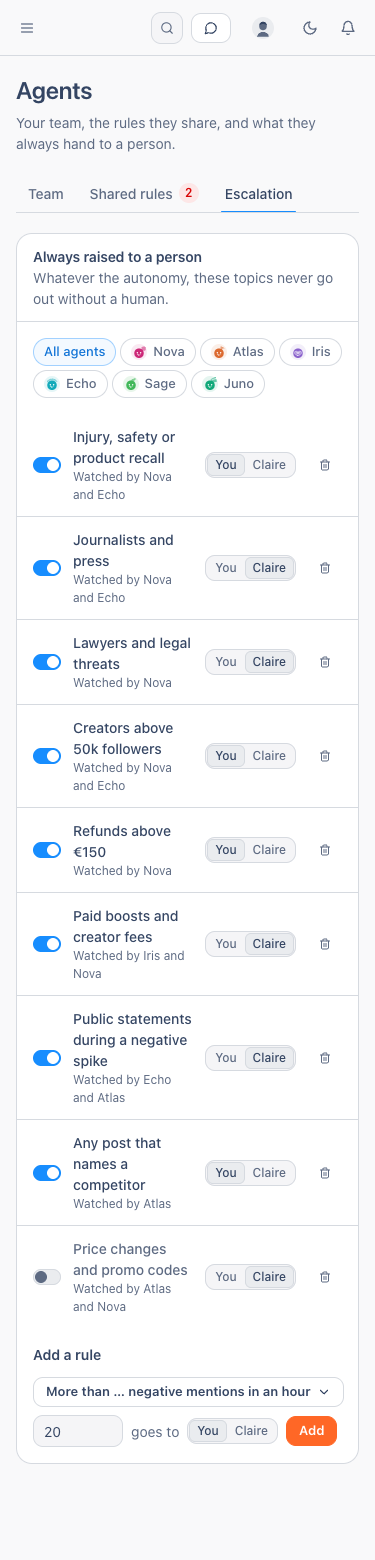 Agents
Your team, the rules they share, and what they
always hand to a person.
Team Shared rules 2 Escalation
Always raised to a person
Whatever the autonomy, these topics never go
out without a human.
All agents Nova Atlas Iris
Echo Sage Juno
Injury, safety or
product recall
Watched by Nova
and Echo
You Claire
Journalists and
press
Watched by Nova
and Echo
You Claire
Lawyers and legal
threats
Watched by Nova
You Claire
Creators above
50k followers
Watched by Nova
and Echo
You Claire
Refunds above
€150
Watched by Nova
You Claire
Paid boosts and
creator fees
Watched by Iris and
Nova
You Claire
Public statements
during a negative
spike
Watched by Echo
and Atlas
You Claire
Any post that
names a
competitor
Watched by Atlas
You Claire
Price changes
and promo codes
Watched by Atlas
and Nova
You Claire
Add a rule
More than ... negative mentions in an hour
20 goes to You Claire Add